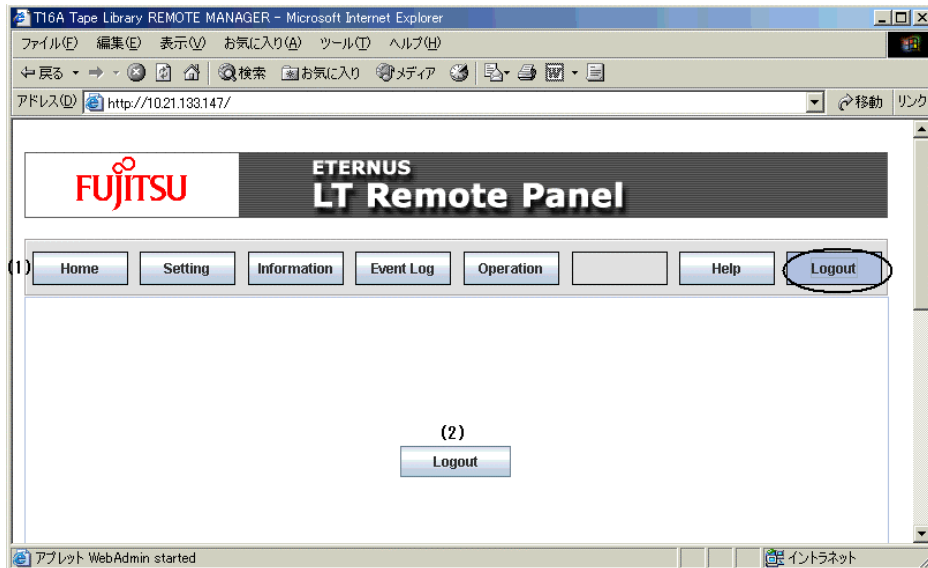 T16A Tape Library REMOTE MANAGER - Microsoft Internet Explorer
ファイル(F) 編集(E) 表示(V) お気に入り(A) ツール(T) ヘルプ(H)
戻る 検索 お気に入り メディア
アドレス(D) http://10.21.133.147/ 移動 リンク
FUJITSU
ETERNUS
LT Remote Panel
(1) Home Setting Information Event Log Operation Help Logout
(2)
Logout
アプレット WebAdmin started イントラネット